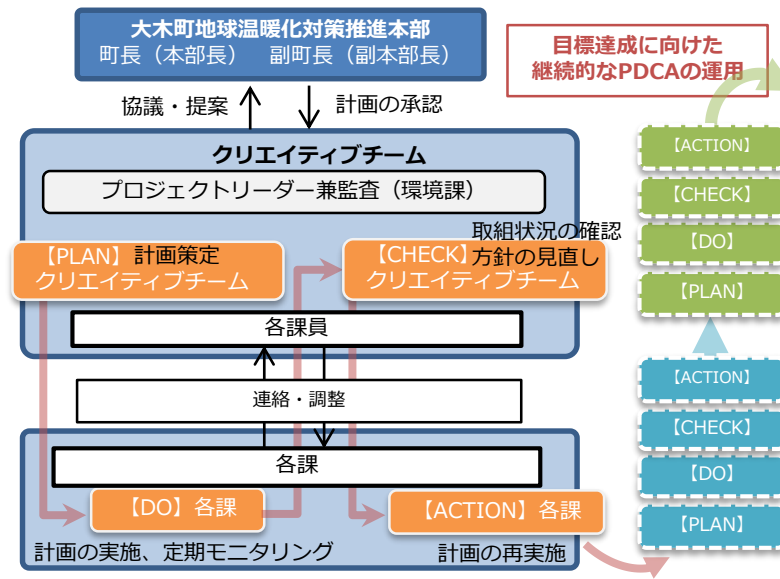 大木町地球温暖化対策推進本部
町長（本部長）　副町長（副本部長）
目標達成に向けた
継続的なPDCAの運用
協議・提案
計画の承認
クリエイティブチーム
プロジェクトリーダー兼監査（環境課）
【PLAN】計画策定
クリエイティブチーム
取組状況の確認
【CHECK】方針の見直し
クリエイティブチーム
各課員
連絡・調整
各課
【DO】各課
【ACTION】各課
計画の実施、定期モニタリング
計画の再実施
【ACTION】
【CHECK】
【DO】
【PLAN】
【ACTION】
【CHECK】
【DO】
【PLAN】